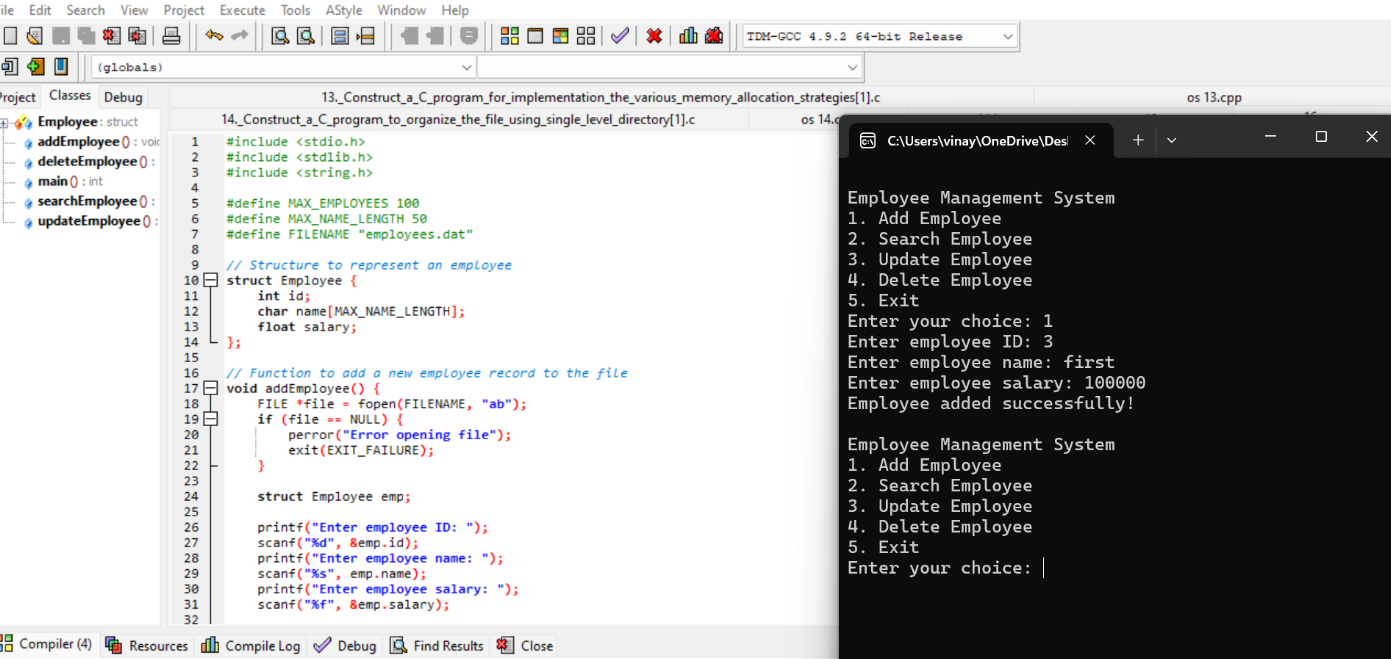 ile Edit Search View Project Execute Tools AStyle Window Help
TDM-GCC 4.9.2 64-bit Release
(globals)
Project Classes Debug
13._Construct_a_C_program_for_implementation_the_various_memory_allocation_strategies[1].c os 13.cpp
14._Construct_a_C_program_to_organize_the_file_using_single_level_directory[1].c os 14.c
Employee : struct
addEmployee () : voic
deleteEmployee () :
main () : int
searchEmployee () :
updateEmployee () :
1 #include <stdio.h>
2 #include <stdlib.h>
3 #include <string.h>
4
5 #define MAX_EMPLOYEES 100
6 #define MAX_NAME_LENGTH 50
7 #define FILENAME "employees.dat"
8
9 // Structure to represent an employee
10 struct Employee {
11 int id;
12 char name[MAX_NAME_LENGTH];
13 float salary;
14 };
15
16 // Function to add a new employee record to the file
17 void addEmployee() {
18 FILE *file = fopen(FILENAME, "ab");
19 if (file == NULL) {
20 perror("Error opening file");
21 exit(EXIT_FAILURE);
22 }
23
24 struct Employee emp;
25
26 printf("Enter employee ID: ");
27 scanf("%d", &emp.id);
28 printf("Enter employee name: ");
29 scanf("%s", emp.name);
30 printf("Enter employee salary: ");
31 scanf("%f", &emp.salary);
32
C:\Users\vinay\OneDrive\Des
Employee Management System
1. Add Employee
2. Search Employee
3. Update Employee
4. Delete Employee
5. Exit
Enter your choice: 1
Enter employee ID: 3
Enter employee name: first
Enter employee salary: 100000
Employee added successfully!
Employee Management System
1. Add Employee
2. Search Employee
3. Update Employee
4. Delete Employee
5. Exit
Enter your choice:
Compiler (4) Resources Compile Log Debug Find Results Close